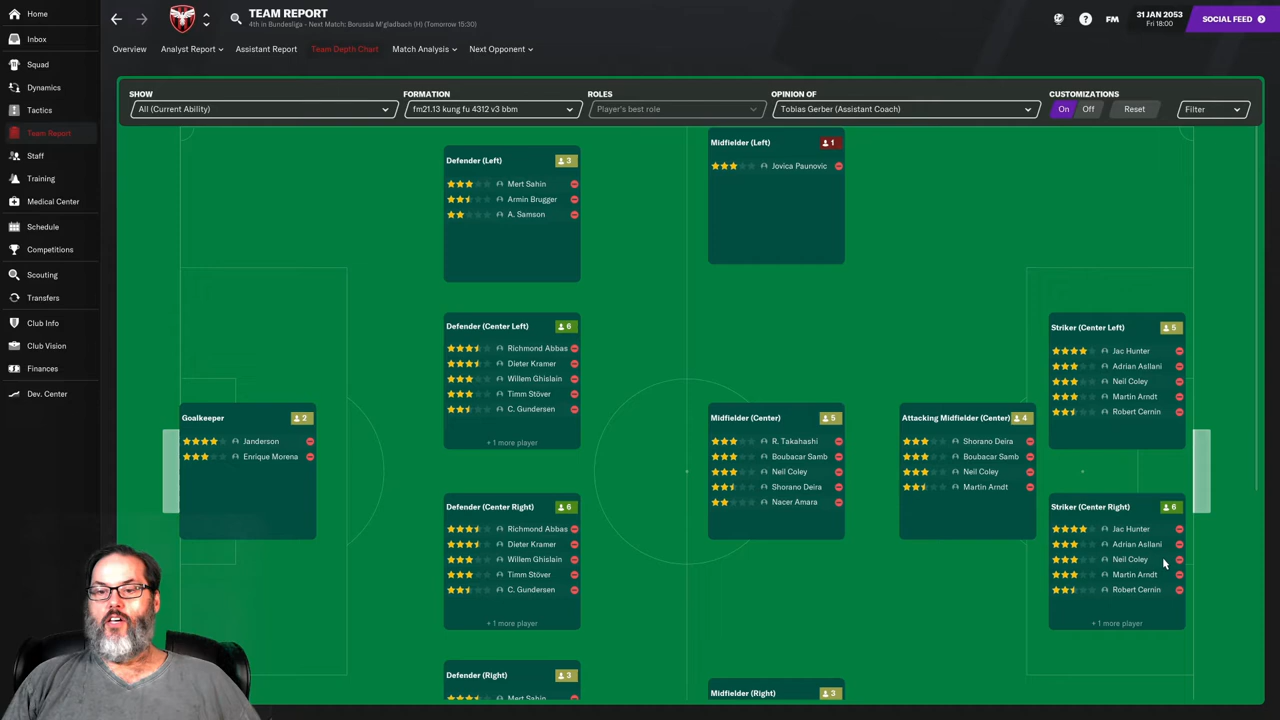 TEAM REPORT
4th in Bundesliga - Next Match: Borussia M'gladbach (H) (Tomorrow 15:30)
FM
31 JAN 2053
Fri 18:00
SOCIAL FEED
Home
Inbox
Squad
Dynamics
Tactics
Team Report
Staff
Training
Medical Center
Schedule
Competitions
Scouting
Transfers
Club Info
Club Vision
Finances
Dev. Center
Overview
Analyst Report
Assistant Report
Team Depth Chart
Match Analysis
Next Opponent
SHOW
All (Current Ability)
FORMATION
fm21.13 kung fu 4312 v3 bbm
ROLES
Player's best role
OPINION OF
Tobias Gerber (Assistant Coach)
CUSTOMIZATIONS
On Off
Reset
Filter
Goalkeeper 2
Janderson
Enrique Morena
Defender (Left) 3
Mert Sahin
Armin Brugger
A. Samson
Defender (Center Left) 6
Richmond Abbas
Dieter Kramer
Willem Ghislain
Timm Stöver
C. Gundersen
+ 1 more player
Defender (Center Right) 6
Richmond Abbas
Dieter Kramer
Willem Ghislain
Timm Stöver
C. Gundersen
+ 1 more player
Defender (Right) 3
Mert Sahin
Midfielder (Left) 1
Jovica Paunovic
Midfielder (Center) 5
R. Takahashi
Boubacar Samb
Neil Coley
Shorano Deira
Nacer Amara
Midfielder (Right) 3
Attacking Midfielder (Center) 4
Shorano Deira
Boubacar Samb
Neil Coley
Martin Arndt
Striker (Center Left) 5
Jac Hunter
Adrian Asllani
Neil Coley
Martin Arndt
Robert Cernin
Striker (Center Right) 6
Jac Hunter
Adrian Asllani
Neil Coley
Martin Arndt
Robert Cernin
+ 1 more player